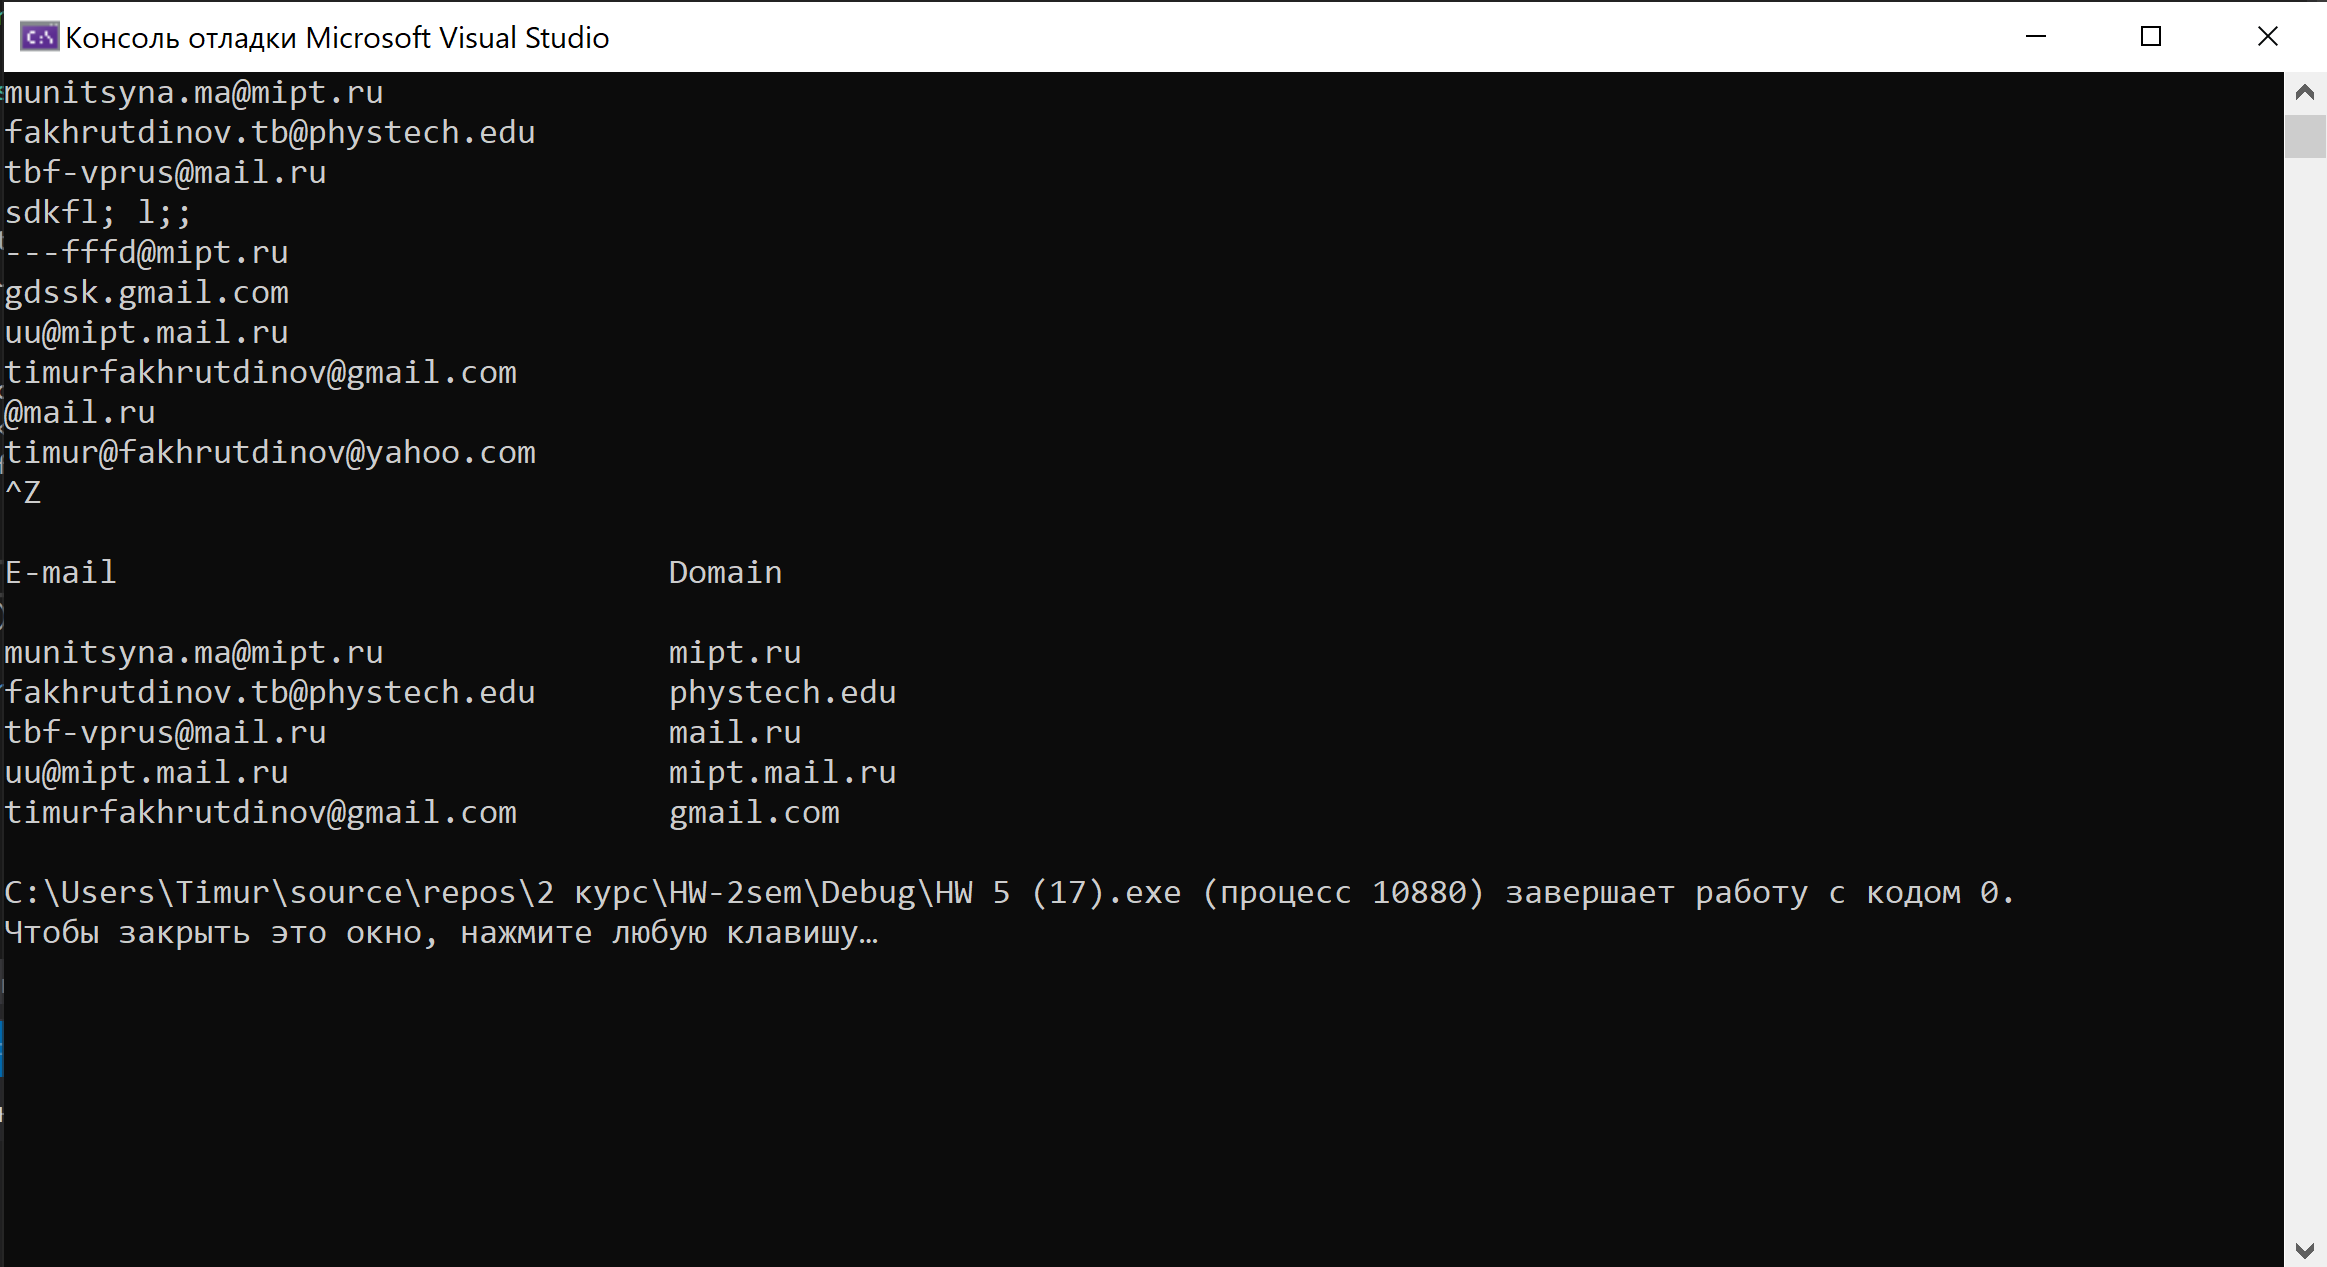 Консоль отладки Microsoft Visual Studio
munitsyna.ma@mipt.ru
fakhrutdinov.tb@phystech.edu
tbf-vprus@mail.ru
sdkfl; l;;
---fffd@mipt.ru
gdssk.gmail.com
uu@mipt.mail.ru
timurfakhrutdinov@gmail.com
@mail.ru
timur@fakhrutdinov@yahoo.com
^Z
E-mail Domain
munitsyna.ma@mipt.ru mipt.ru
fakhrutdinov.tb@phystech.edu phystech.edu
tbf-vprus@mail.ru mail.ru
uu@mipt.mail.ru mipt.mail.ru
timurfakhrutdinov@gmail.com gmail.com
C:\Users\Timur\source\repos\2 курс\HW-2sem\Debug\HW 5 (17).exe (процесс 10880) завершает работу с кодом 0.
Чтобы закрыть это окно, нажмите любую клавишу…